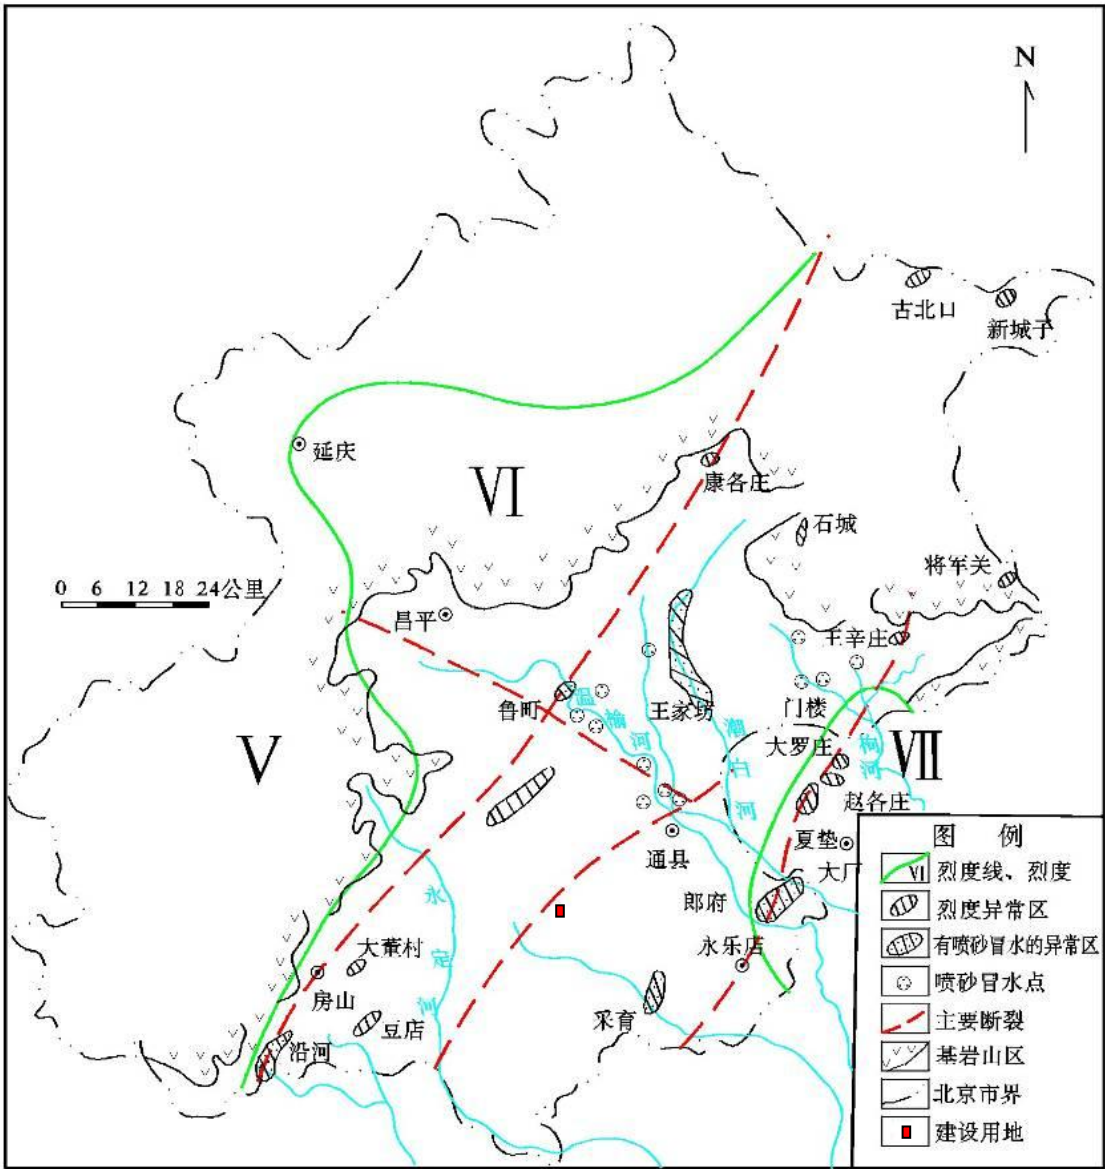 N
古北口
新城子
延庆
VI
康各庄
石城
将军关
0 6 12 18 24公里
昌平
王辛庄
鲁町
温榆河
王家坊
潮白河
门楼
大罗庄
泃河
VII
V
赵各庄
夏垫
通县
大厂
郎府
永乐店
永定河
大董村
房山
采育
豆店
沿河
图 例
VI 烈度线、烈度
烈度异常区
有喷砂冒水的异常区
喷砂冒水点
主要断裂
基岩山区
北京市界
建设用地